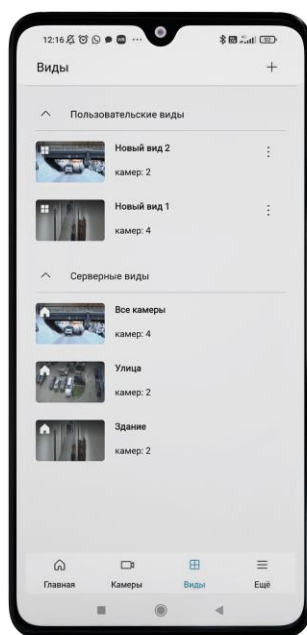 12:16
Виды
Пользовательские виды
Новый вид 2
камер: 2
Новый вид 1
камер: 4
Серверные виды
Все камеры
камер: 4
Улица
камер: 2
Здание
камер: 2
Главная
Камеры
Виды
Ещё